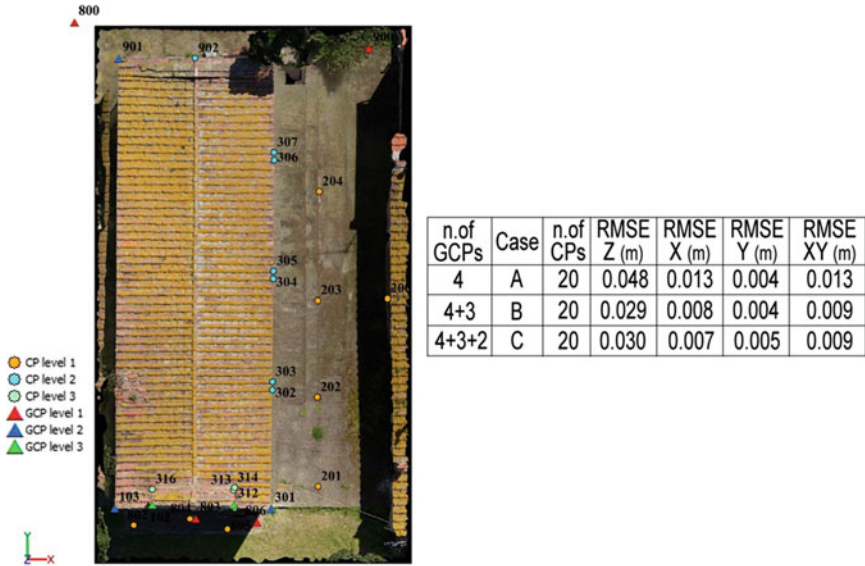 800
901
902
307
306
204
305
304
203
303
302
202
316
313
314
312
201
103
301
803
806
102
CP level 1
CP level 2
CP level 3
GCP level 1
GCP level 2
GCP level 3
Y
Z
X
n.of GCPs Case n.of CPs RMSE Z (m) RMSE X (m) RMSE Y (m) RMSE XY (m)
4 A 20 0.048 0.013 0.004 0.013
4+3 B 20 0.029 0.008 0.004 0.009
4+3+2 C 20 0.030 0.007 0.005 0.009